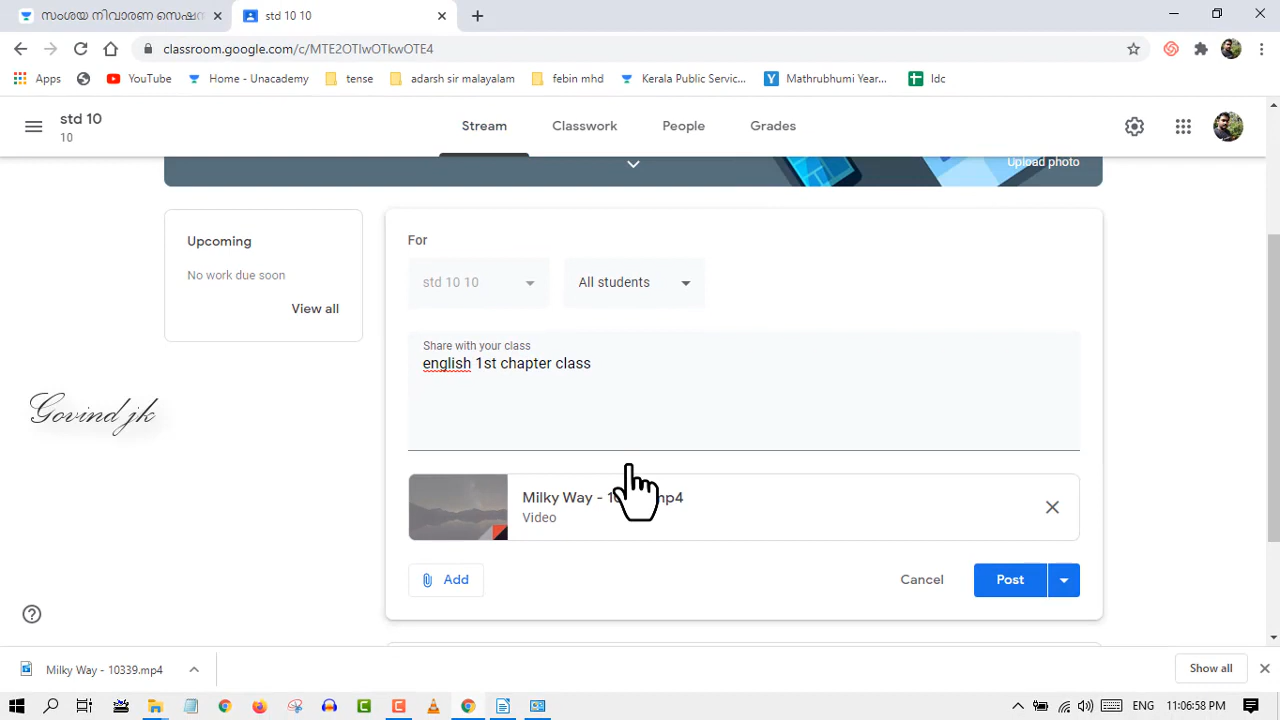 സംശയ നിവാരണ സെഷൻ
std 10 10
classroom.google.com/c/MTE2OTIwOTkwOTE4
Apps
YouTube
Home - Unacademy
tense
adarsh sir malayalam
febin mhd
Kerala Public Servic...
Mathrubhumi Year...
ldc
std 10
10
Stream
Classwork
People
Grades
Upload photo
Upcoming
No work due soon
View all
For
std 10 10
All students
Share with your class
english 1st chapter class
Govind jk
Milky Way - 10339.mp4
Video
Add
Cancel
Post
Milky Way - 10339.mp4
Show all
ENG
11:06:58 PM